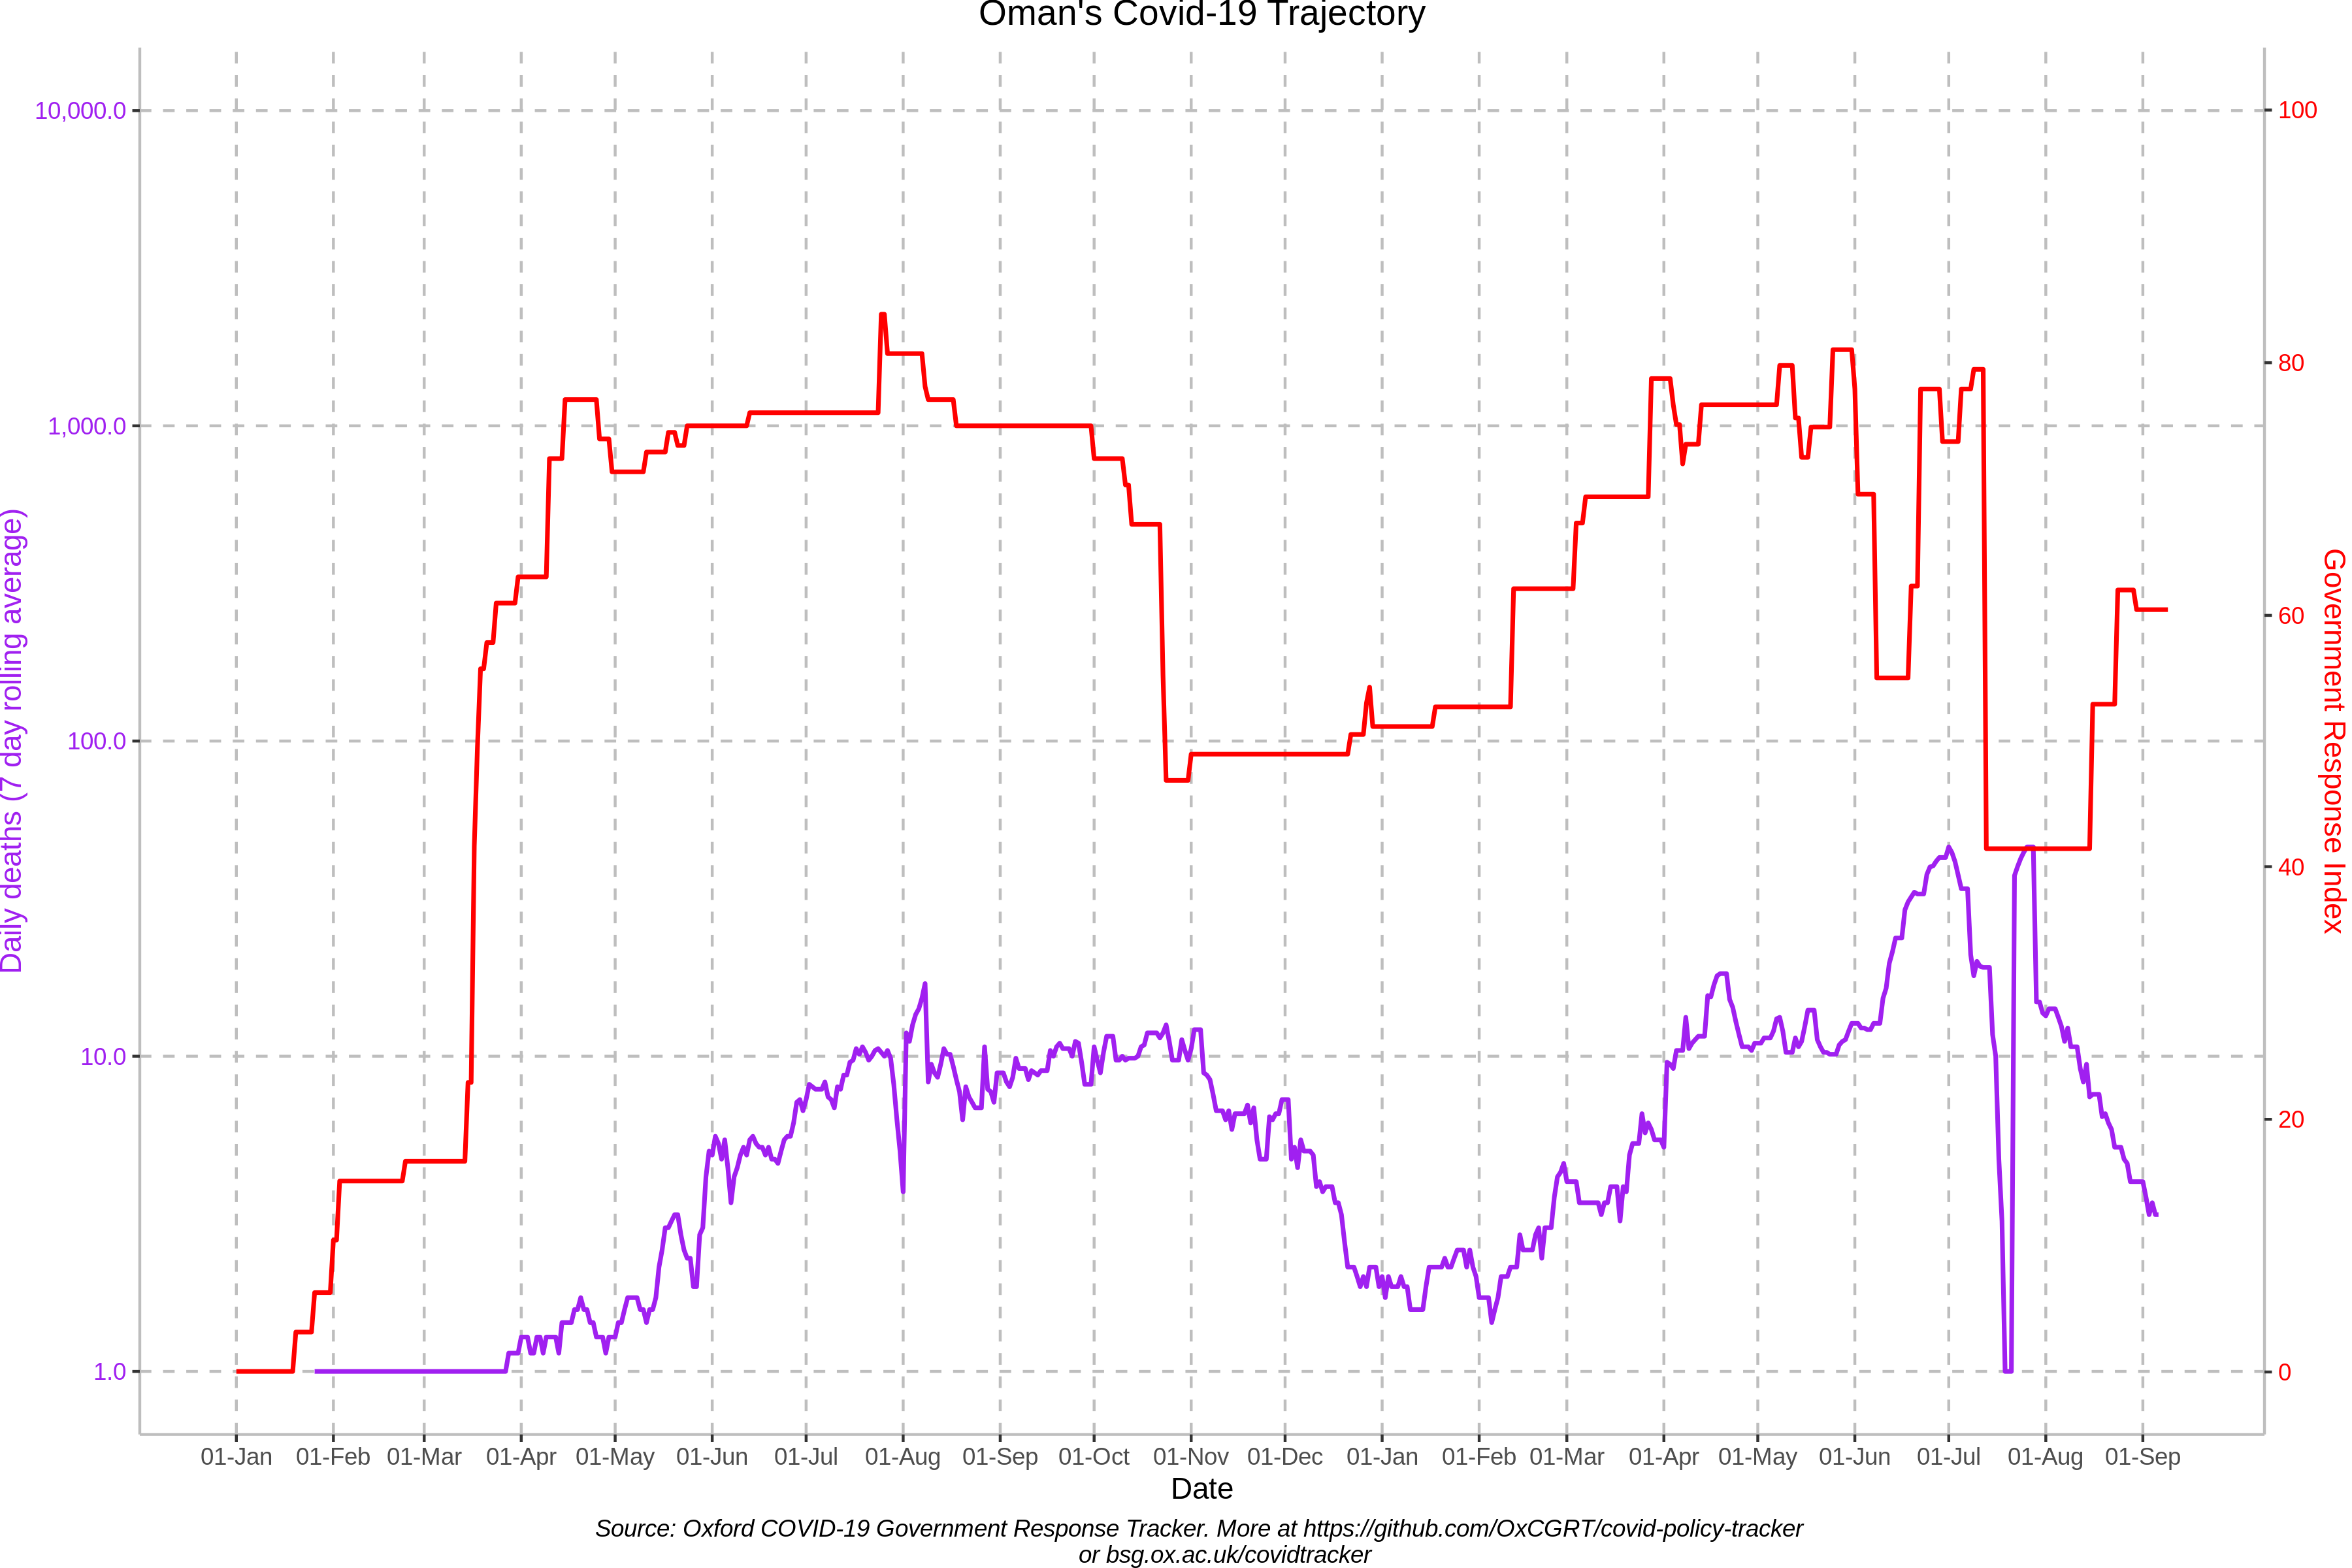 Oman's Covid-19 Trajectory
10,000.0
1,000.0
100.0
10.0
1.0
Daily deaths (7 day rolling average)
100
80
60
40
20
0
Government Response Index
01-Jan 01-Feb 01-Mar 01-Apr 01-May 01-Jun 01-Jul 01-Aug 01-Sep 01-Oct 01-Nov 01-Dec 01-Jan 01-Feb 01-Mar 01-Apr 01-May 01-Jun 01-Jul 01-Aug 01-Sep
Date
Source: Oxford COVID-19 Government Response Tracker. More at https://github.com/OxCGRT/covid-policy-tracker
or bsg.ox.ac.uk/covidtracker